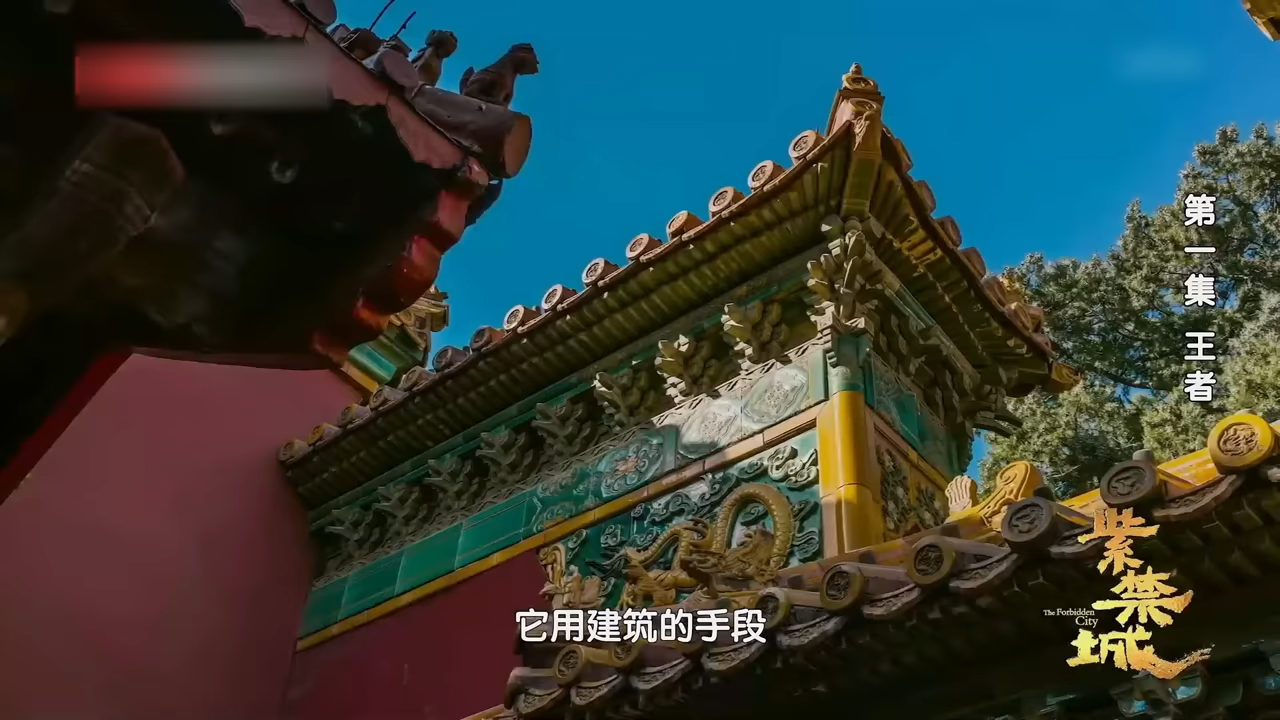 第一集 王者
紫禁城
The Forbidden
City
它用建筑的手段